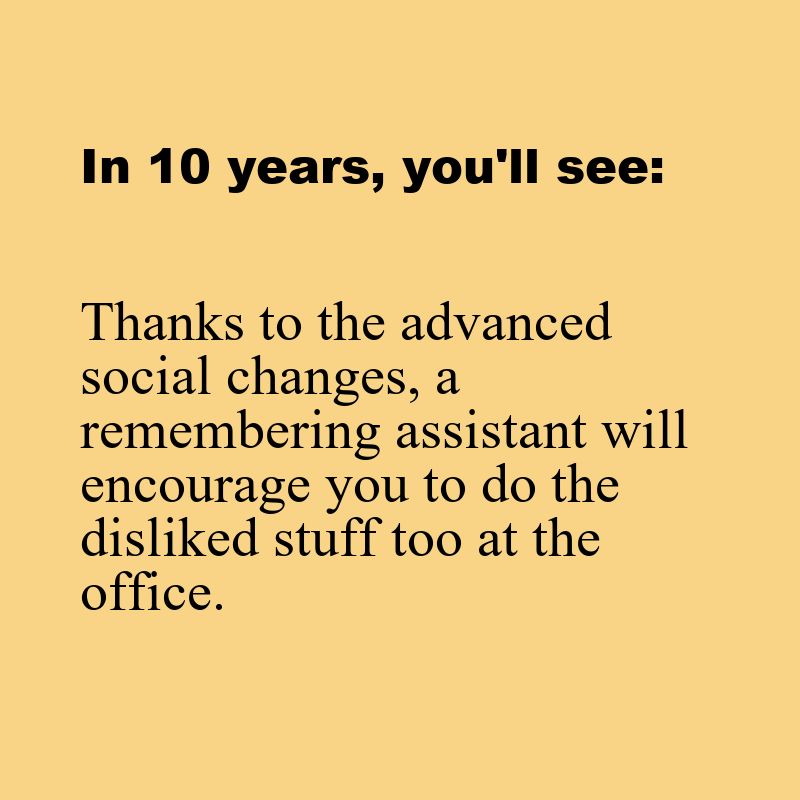 In 10 years, you'll see:
Thanks to the advanced
social changes, a
remembering assistant will
encourage you to do the
disliked stuff too at the
office.